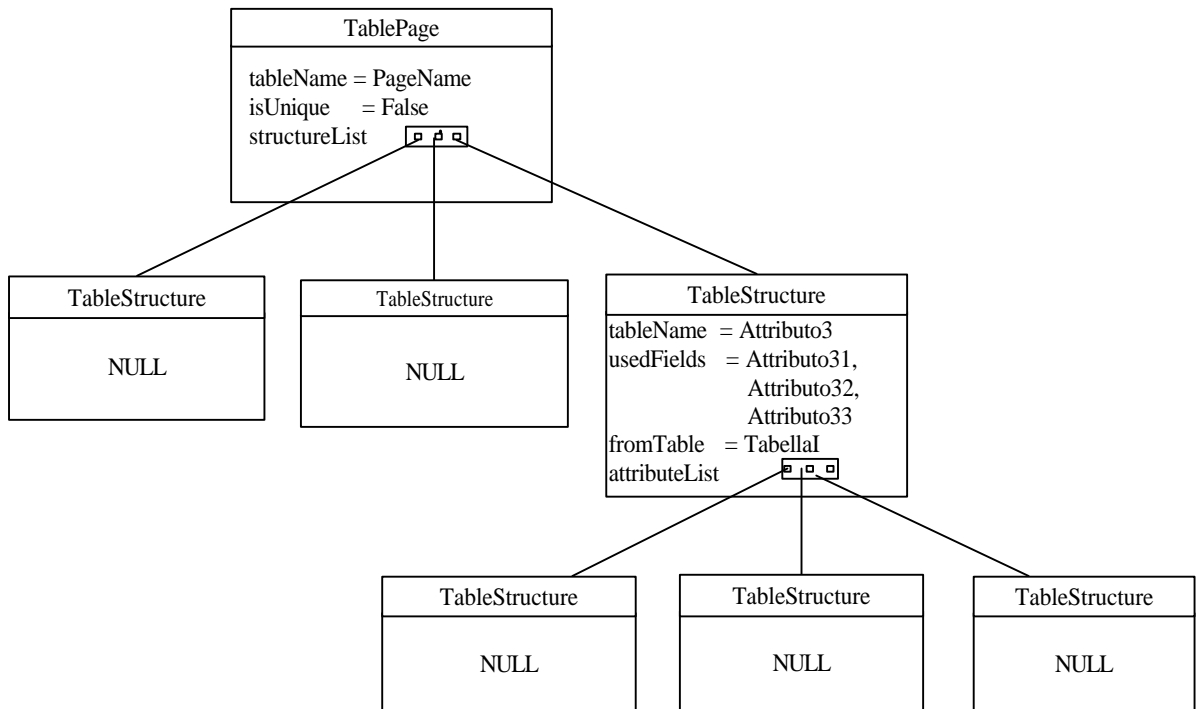 TablePage
tableName = PageName
isUnique = False
structureList
TableStructure
NULL
TableStructure
NULL
TableStructure
tableName = Attributo3
usedFields = Attributo31,
Attributo32,
Attributo33
fromTable = TabellaI
attributeList
TableStructure
NULL
TableStructure
NULL
TableStructure
NULL